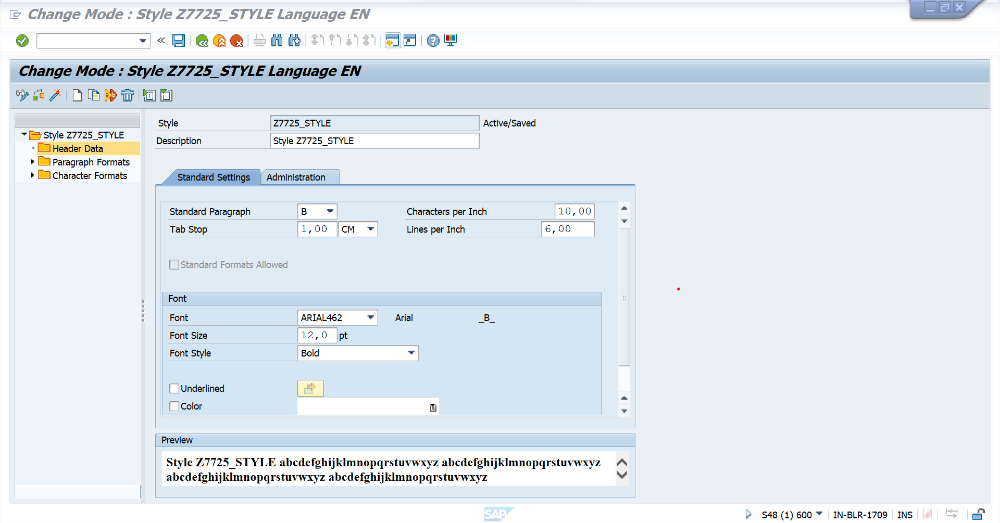 Change Mode : Style Z7725_STYLE Language EN
Change Mode : Style Z7725_STYLE Language EN
Style Z7725_STYLE
Header Data
Paragraph Formats
Character Formats
Style Z7725_STYLE Active/Saved
Description Style Z7725_STYLE
Standard Settings Administration
Standard Paragraph B Characters per Inch 10,00
Tab Stop 1,00 CM Lines per Inch 6,00
Standard Formats Allowed
Font
Font ARIAL462 Arial _B_
Font Size 12,0 pt
Font Style Bold
Underlined
Color
Preview
Style Z7725_STYLE abcdefghijklmnopqrstuvwxyz abcdefghijklmnopqrstuvwxyz
abcdefghijklmnopqrstuvwxyz abcdefghijklmnopqrstuvwxyz
SAP S48 (1) 600 IN-BLR-1709 INS